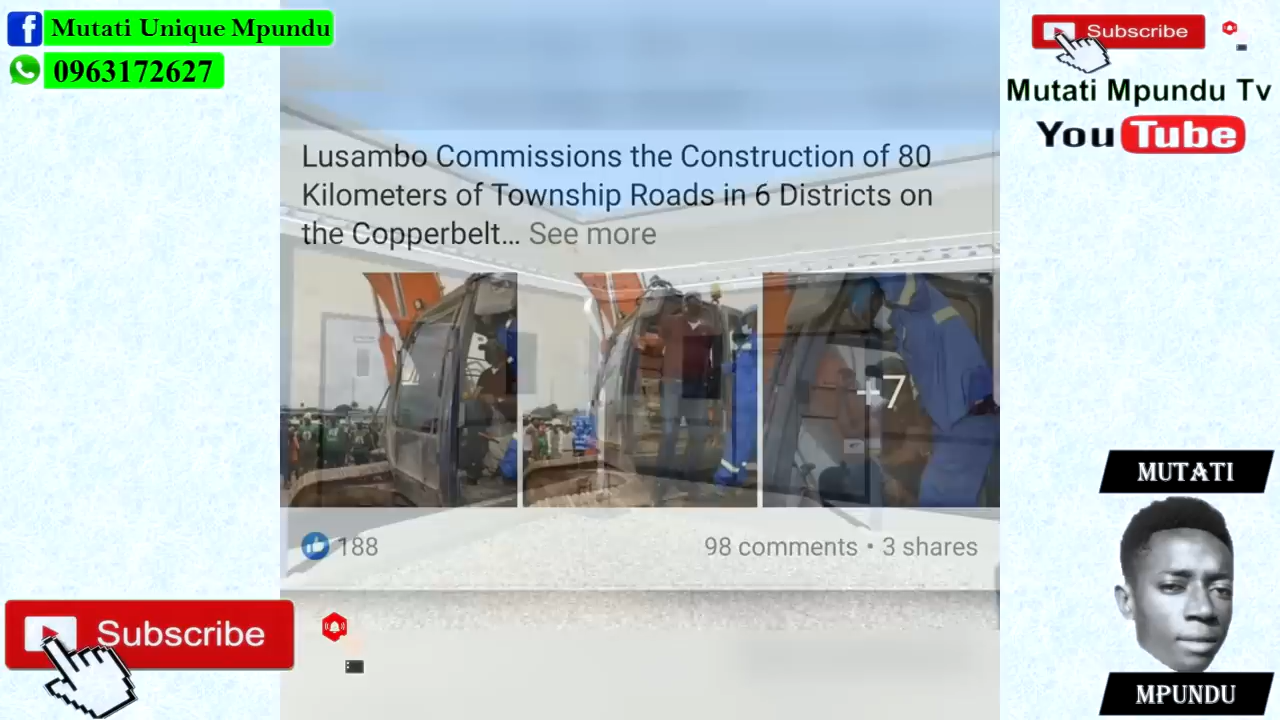 Mutati Unique Mpundu
0963172627
Subscribe
Mutati Mpundu Tv
YouTube
Lusambo Commissions the Construction of 80
Kilometers of Township Roads in 6 Districts on
the Copperbelt... See more
+7
188
98 comments • 3 shares
Subscribe
MUTATI
MPUNDU